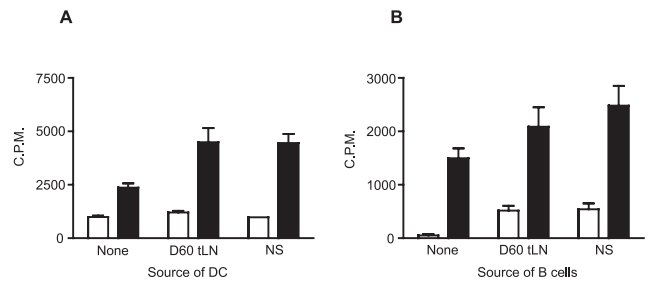 A
7500
5000
2500
0
C.P.M.
None
D60 tLN
NS
Source of DC
B
3000
2000
1000
0
C.P.M.
None
D60 tLN
NS
Source of B cells